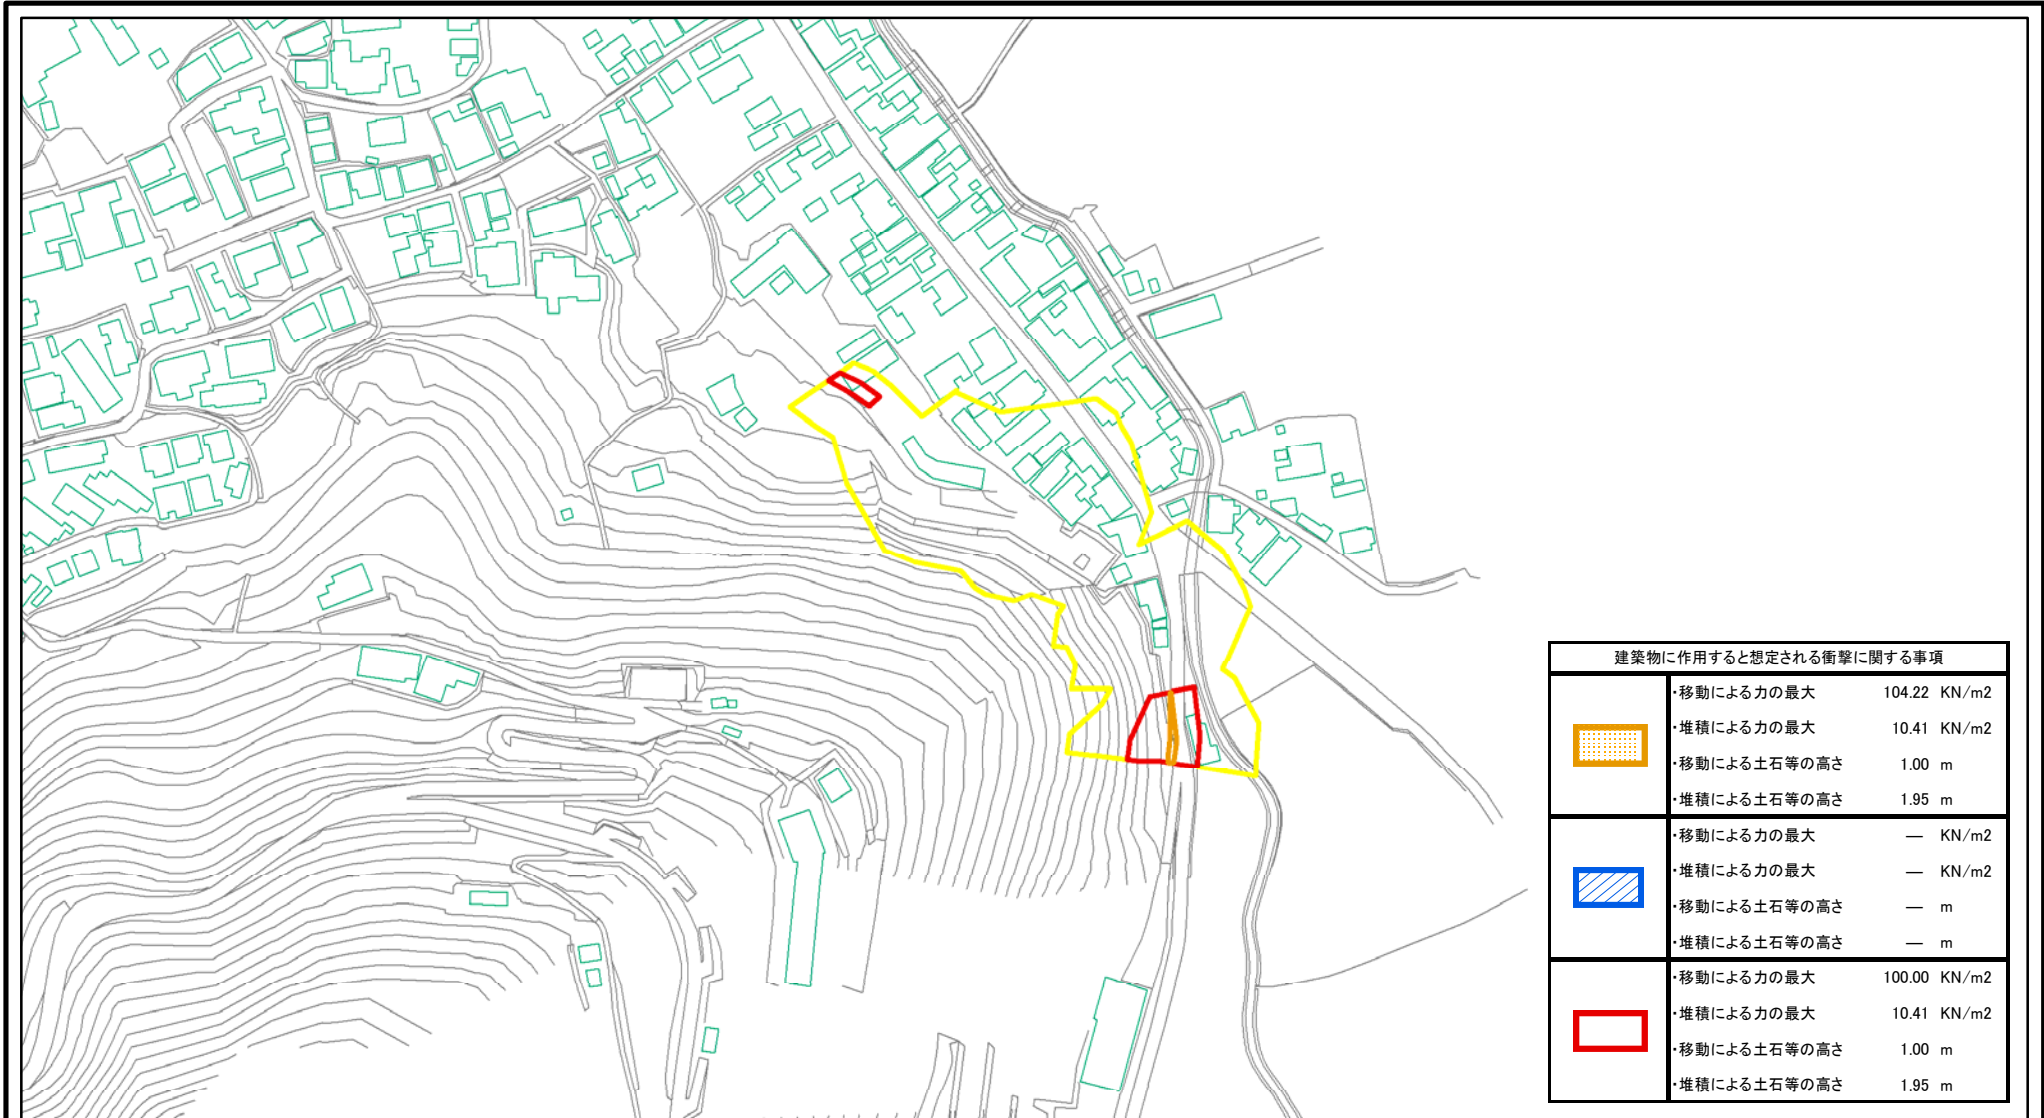 建築物に作用すると想定される衝撃に関する事項
・移動による力の最大 104.22 KN/m2
・堆積による力の最大 10.41 KN/m2
・移動による土石等の高さ 1.00 m
・堆積による土石等の高さ 1.95 m
・移動による力の最大 ― KN/m2
・堆積による力の最大 ― KN/m2
・移動による土石等の高さ ― m
・堆積による土石等の高さ ― m
・移動による力の最大 100.00 KN/m2
・堆積による力の最大 10.41 KN/m2
・移動による土石等の高さ 1.00 m
・堆積による土石等の高さ 1.95 m